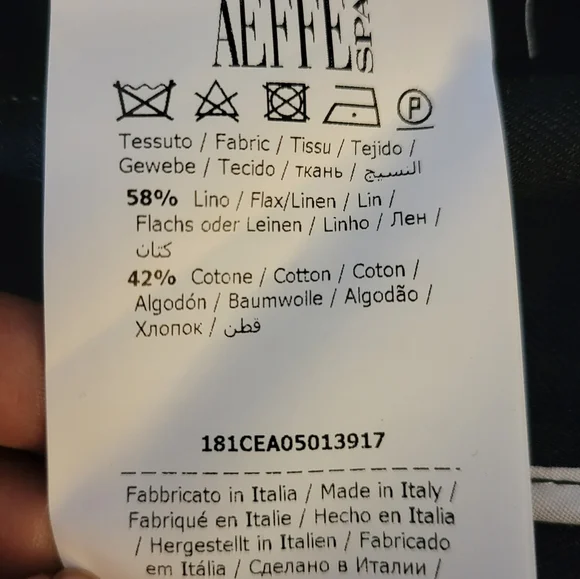 AEFFE SPA
P
Tessuto / Fabric / Tissu / Tejido /
Gewebe / Tecido / ткань / النسيج
58% Lino / Flax/Linen / Lin /
Flachs oder Leinen / Linho / Лен /
كتان
42% Cotone / Cotton / Coton /
Algodón / Baumwolle / Algodão /
Хлопок / قطن
181CEA05013917
Fabbricato in Italia / Made in Italy /
Fabriqué en Italie / Hecho en Italia
/ Hergestellt in Italien / Fabricado
em Itália / Сделано в Италии /